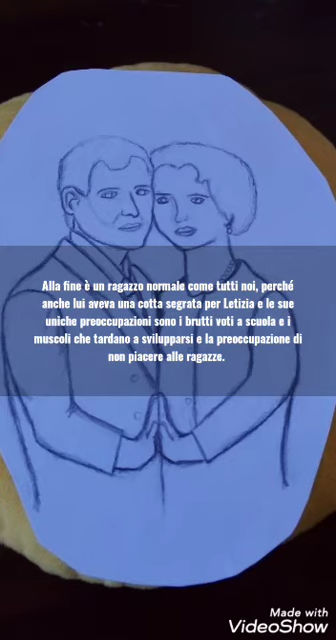 Alla fine è un ragazzo normale come tutti noi, perché
anche lui aveva una cotta segrata per Letizia e le sue
uniche preoccupazioni sono i brutti voti a scuola e i
muscoli che tardano a svilupparsi e la preoccupazione di
non piacere alle ragazze.
Made with
VideoShow